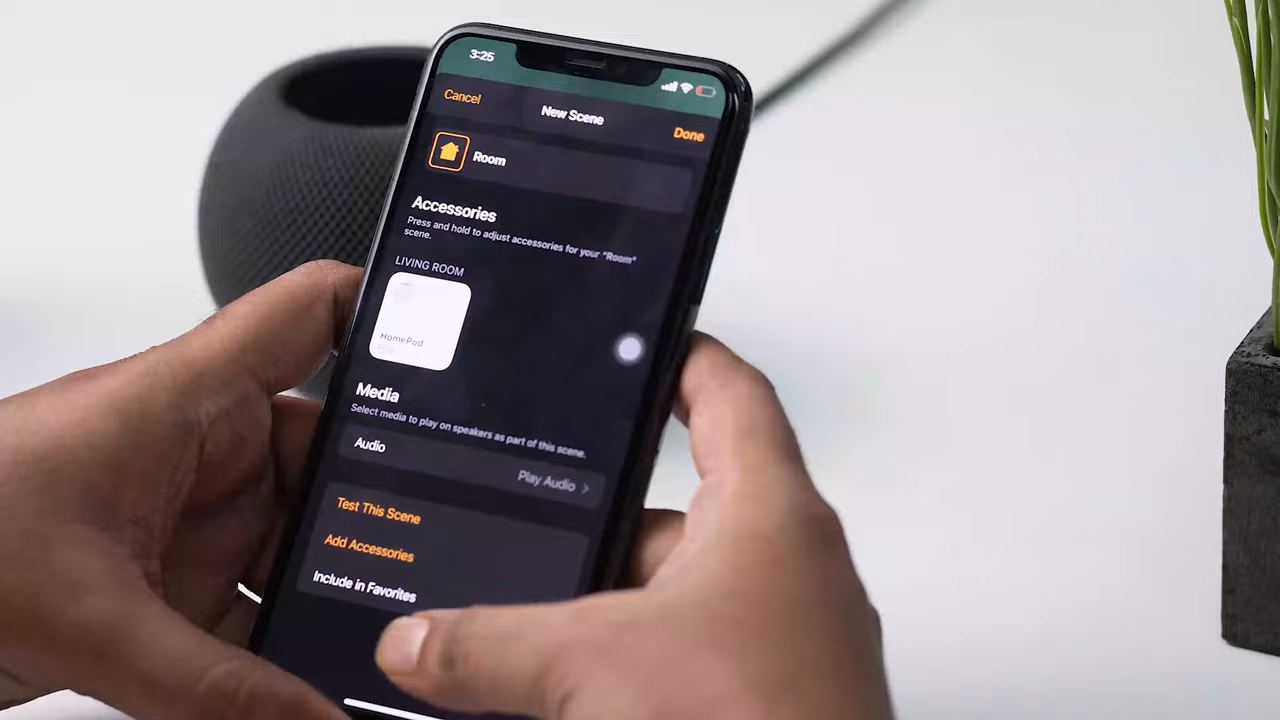 3:25
Cancel
New Scene
Done
Room
Accessories
Press and hold to adjust accessories for your "Room"
scene.
LIVING ROOM
HomePod
Media
Select media to play on speakers as part of this scene.
Audio
Play Audio
Test This Scene
Add Accessories
Include in Favorites